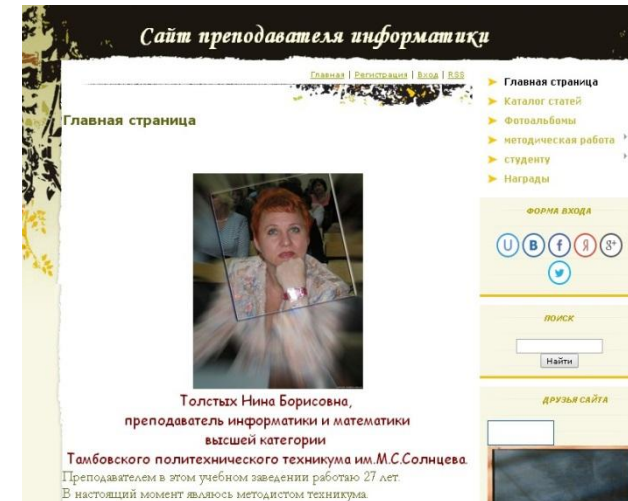 Сайт преподавателя информатики
Главная | Регистрация | Вход | RSS
Главная страница
Толстых Нина Борисовна,
преподаватель информатики и математики
высшей категории
Тамбовского политехнического техникума им.М.С.Солнцева.
Преподавателем в этом учебном заведении работаю 27 лет.
В настоящий момент являюсь методистом техникума.
Главная страница
Каталог статей
Фотоальбомы
методическая работа
студенту
Награды
ФОРМА ВХОДА
U В f Я g+
ПОИСК
Найти
ДРУЗЬЯ САЙТА